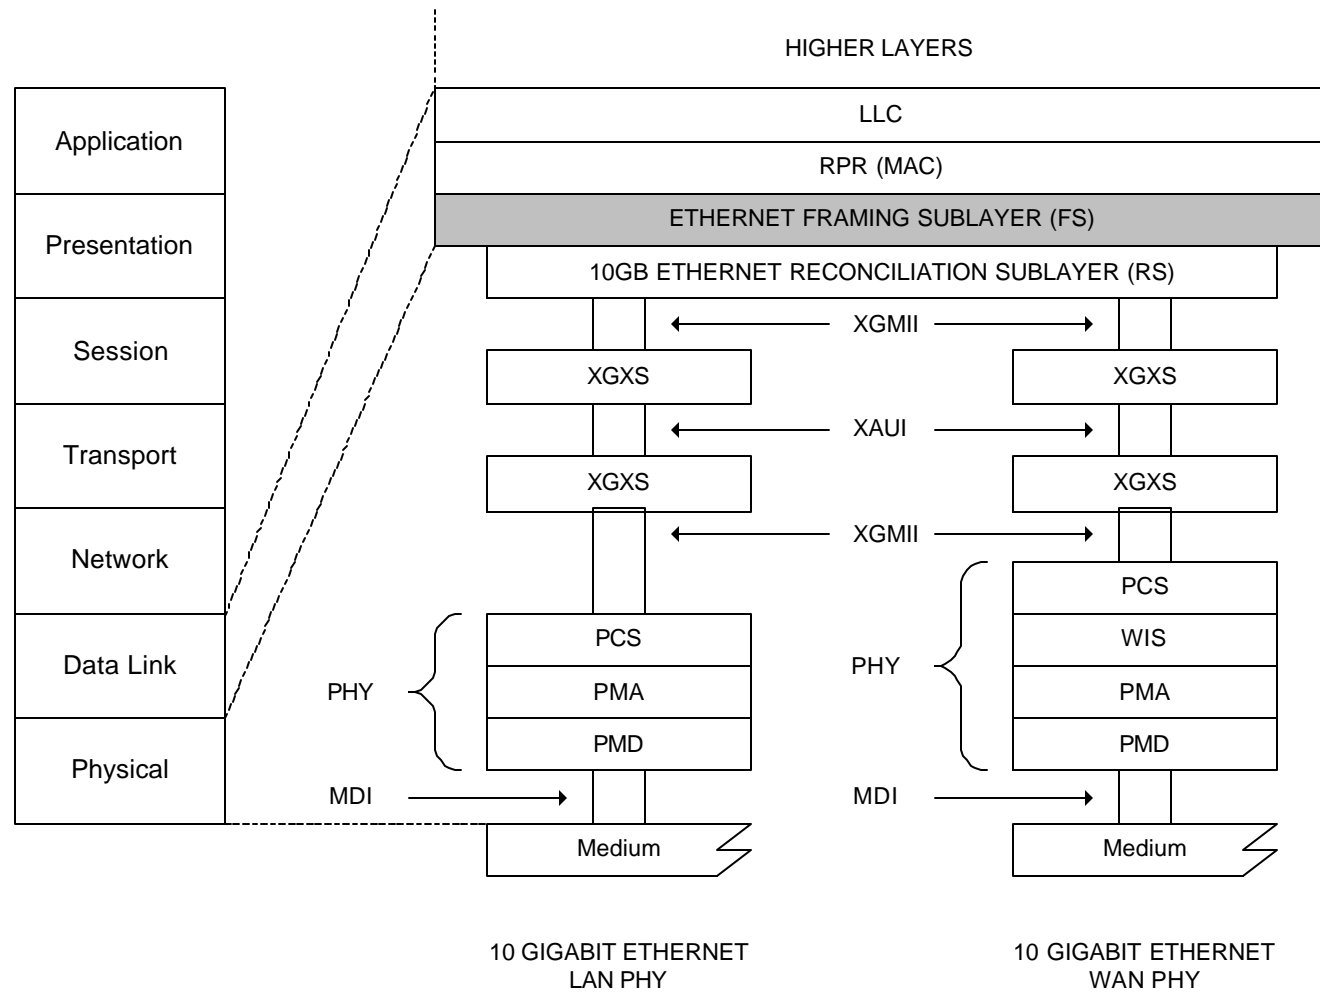 HIGHER LAYERS
Application
Presentation
Session
Transport
Network
Data Link
Physical
LLC
RPR (MAC)
ETHERNET FRAMING SUBLAYER (FS)
10GB ETHERNET RECONCILIATION SUBLAYER (RS)
XGMII
XGXS
XGXS
XAUI
XGXS
XGXS
XGMII
PHY
PCS
PMA
PMD
MDI
Medium
PHY
PCS
WIS
PMA
PMD
MDI
Medium
10 GIGABIT ETHERNET
LAN PHY
10 GIGABIT ETHERNET
WAN PHY